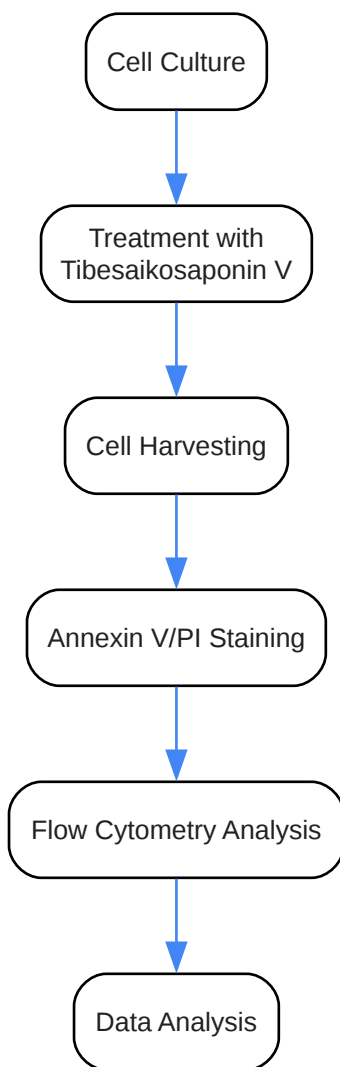 Cell Culture
Treatment with
Tibesaikosaponin V
Cell Harvesting
Annexin V/PI Staining
Flow Cytometry Analysis
Data Analysis